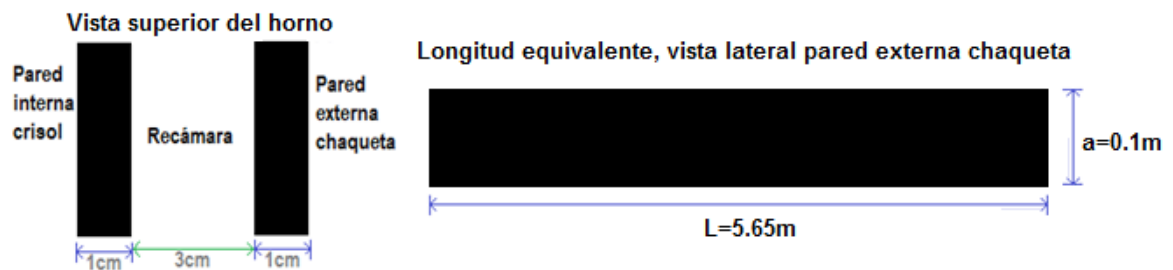 Vista superior del horno
Pared
interna
crisol
Recámara
Pared
externa
chaqueta
1cm
3cm
1cm
Longitud equivalente, vista lateral pared externa chaqueta
a=0.1m
L=5.65m